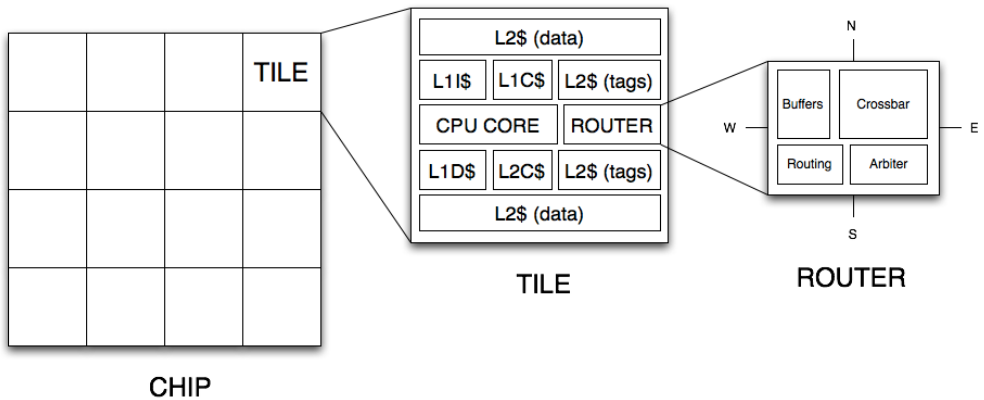 TILE
CHIP
L2$ (data)
L1I$ L1C$ L2$ (tags)
CPU CORE ROUTER
L1D$ L2C$ L2$ (tags)
L2$ (data)
TILE
N
Buffers Crossbar
W E
Routing Arbiter
S
ROUTER